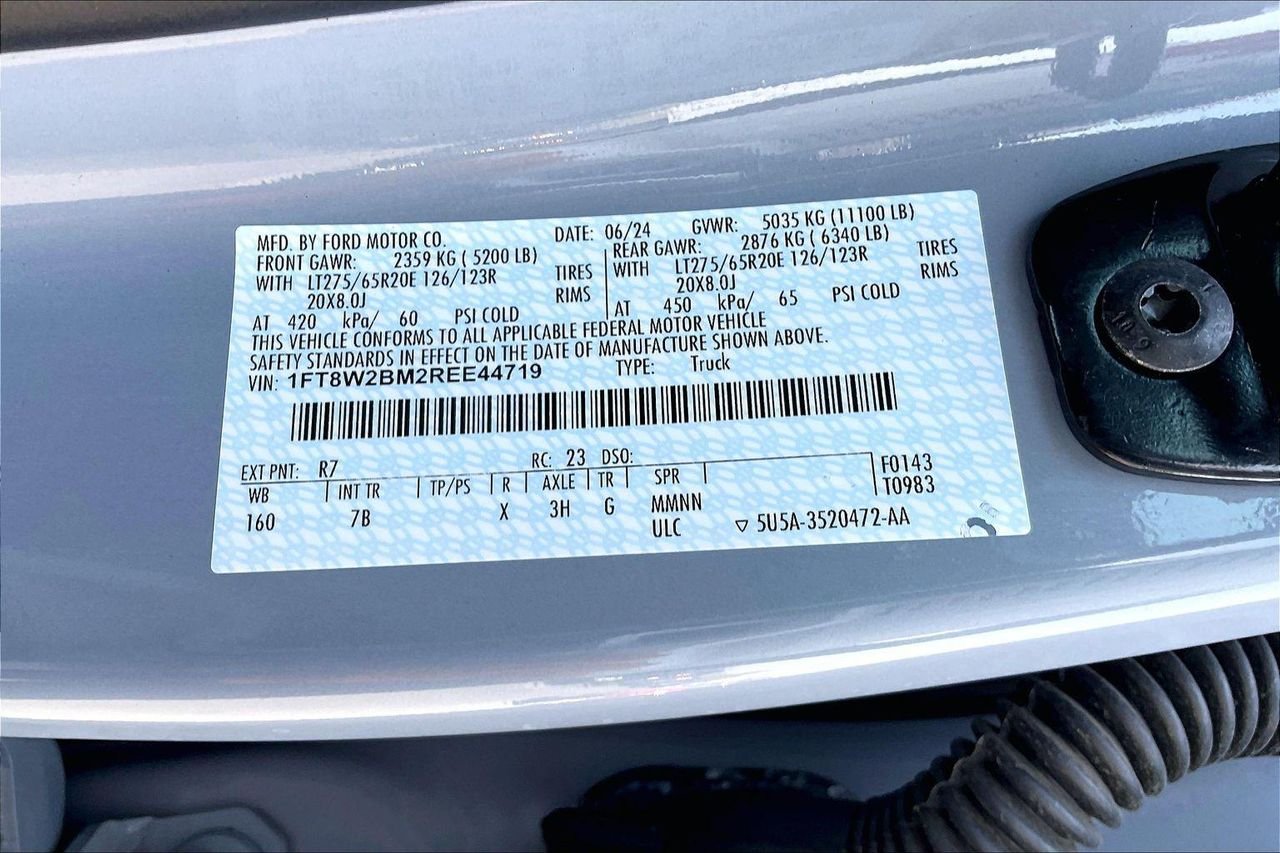 MFD. BY FORD MOTOR CO. DATE: 06/24 GVWR: 5035 KG (11100 LB)
FRONT GAWR: 2359 KG ( 5200 LB) REAR GAWR: 2876 KG ( 6340 LB)
WITH LT275/65R20E 126/123R TIRES WITH LT275/65R20E 126/123R TIRES
20X8.0J RIMS 20X8.0J RIMS
AT 420 kPa/ 60 PSI COLD AT 450 kPa/ 65 PSI COLD
THIS VEHICLE CONFORMS TO ALL APPLICABLE FEDERAL MOTOR VEHICLE
SAFETY STANDARDS IN EFFECT ON THE DATE OF MANUFACTURE SHOWN ABOVE.
VIN: 1FT8W2BM2REE44719 TYPE: Truck
EXT PNT: R7 RC: 23 DSO: F0143
WB INT TR TP/PS R AXLE TR SPR T0983
160 7B X 3H G MMNN
ULC ▽ 5U5A-3520472-AA